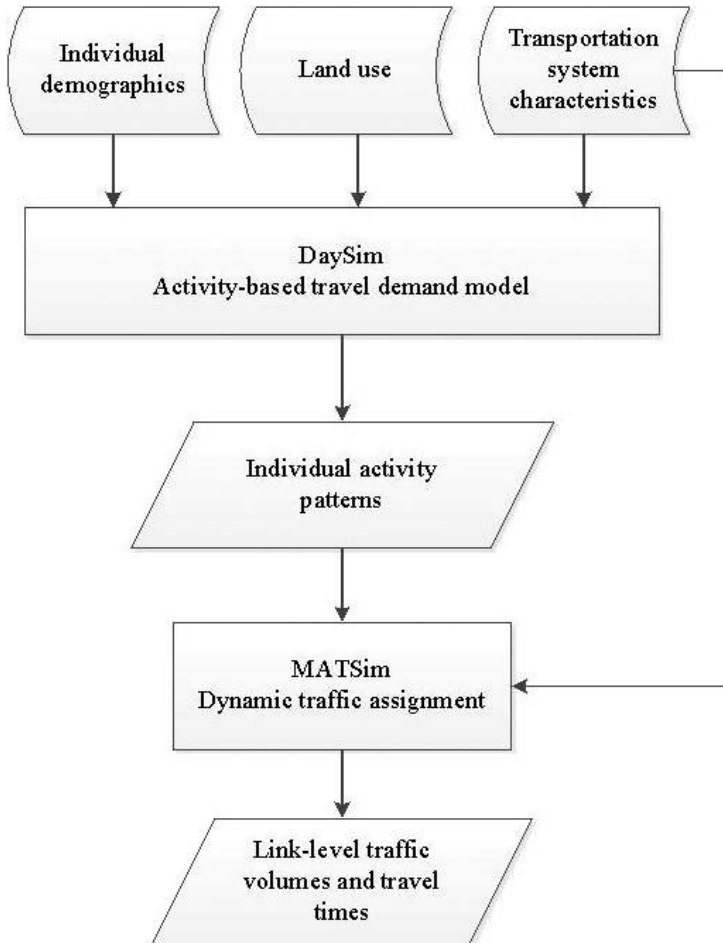 Individual
demographics
Land use
Transportation
system
characteristics
DaySim
Activity-based travel demand model
Individual activity
patterns
MATSim
Dynamic traffic assignment
Link-level traffic
volumes and travel
times